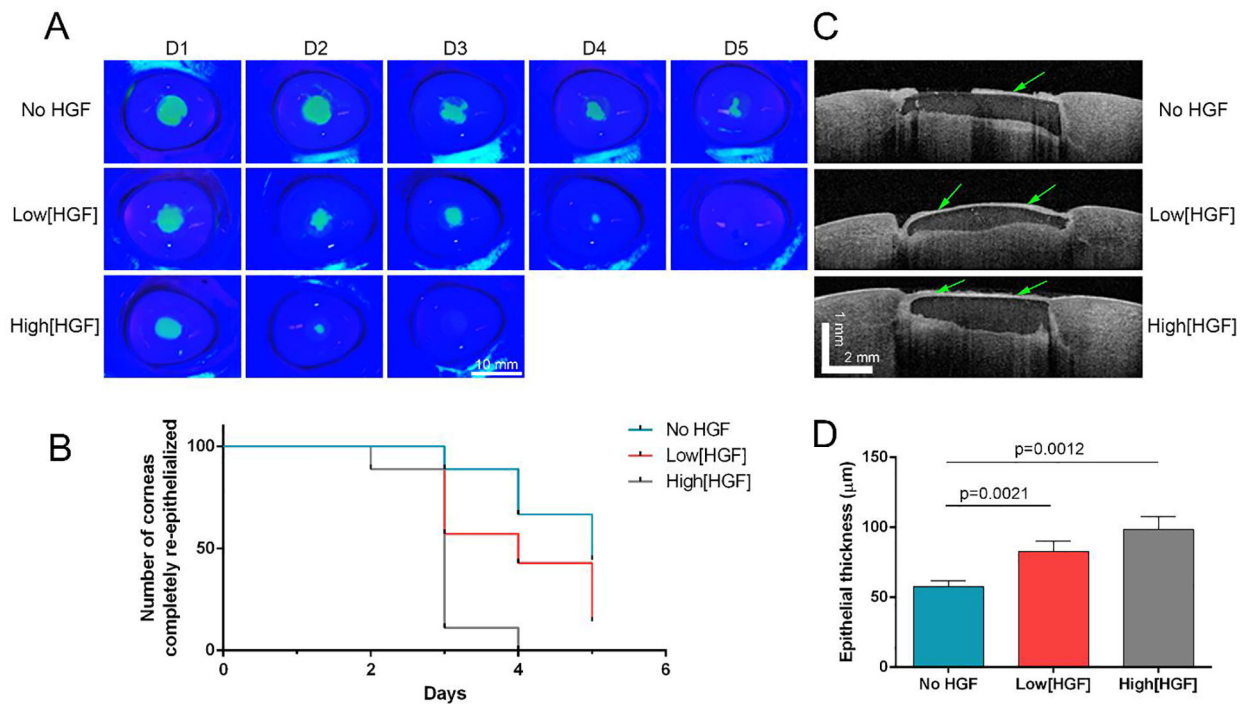 A
D1 D2 D3 D4 D5
No HGF
Low[HGF]
High[HGF]
10 mm
C
No HGF
Low[HGF]
High[HGF]
1 mm
2 mm
B
Number of corneas
completely re-epithelialized
100
50
0
0 2 4 6
Days
No HGF
Low[HGF]
High[HGF]
D
p=0.0012
p=0.0021
Epithelial thickness (μm)
150
100
50
0
No HGF Low[HGF] High[HGF]